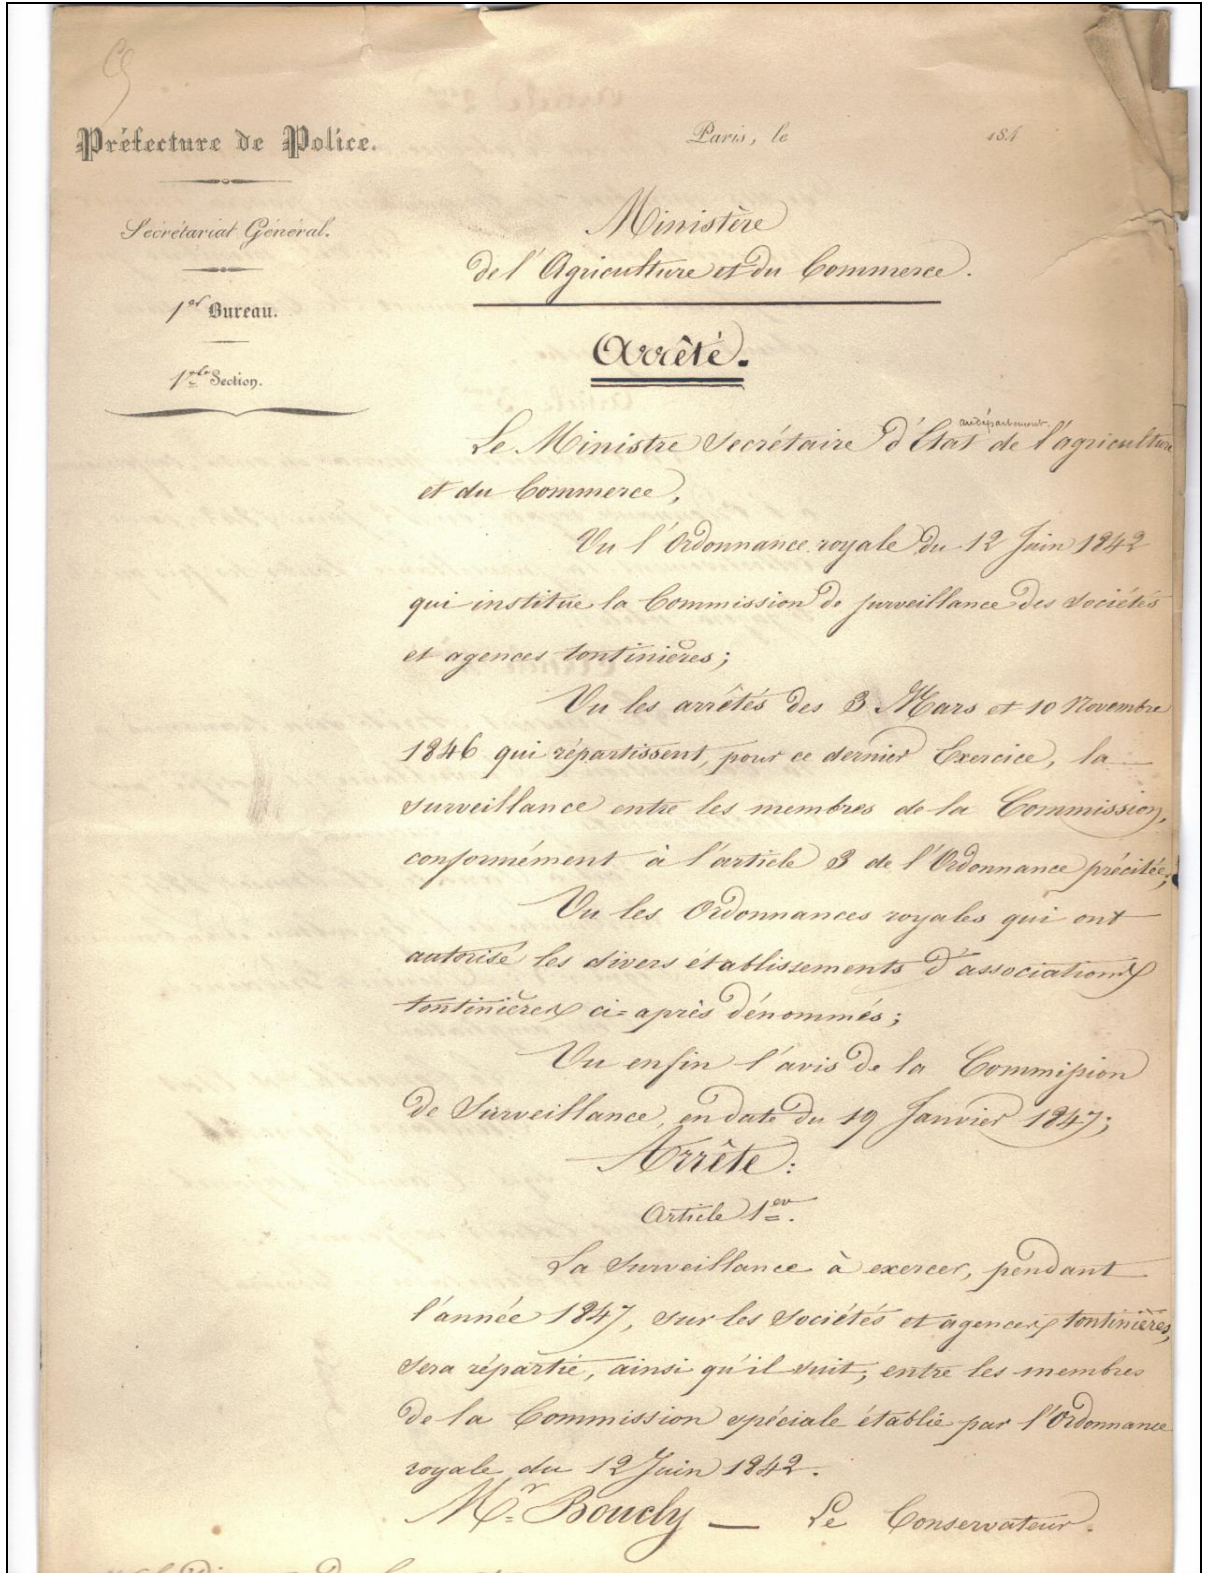 Préfecture de Police.
Secrétariat Général.
1er Bureau.
1ère Section.
Paris, le 184
Ministère
de l'Agriculture et du Commerce.
Arrêté.
au département
Le Ministre Secrétaire d'État de l'agriculture
et du Commerce,
Vu l'Ordonnance royale du 12 Juin 1842
qui institue la Commission de surveillance des Sociétés
et agences tontinières;
Vu les arrêtés des 3 Mars et 10 Novembre
1846 qui répartissent, pour ce dernier Exercice, la
surveillance entre les membres de la Commission,
conformément à l'article 3 de l'Ordonnance précitée;
Vu les Ordonnances royales qui ont
autorisé les divers établissements d'associations
tontinières ci=après dénommés;
Vu enfin l'avis de la Commission
de Surveillance, en date du 19 Janvier 1847;
Arrête:
Article 1er.
La Surveillance à exercer, pendant
l'année 1847, sur les Sociétés et agences tontinières,
sera répartie, ainsi qu'il suit, entre les membres
de la Commission spéciale établie par l'Ordonnance
royale du 12 Juin 1842.
Mr. Boucly — Le Conservateur.